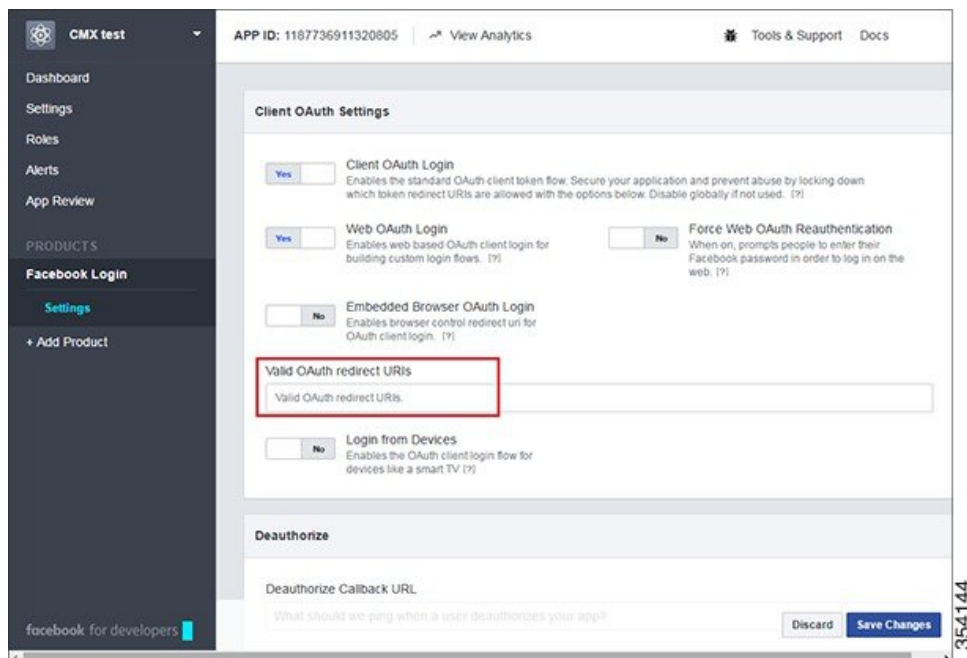 CMX test
APP ID: 1187736911320805
View Analytics
Tools & Support
Docs
Dashboard
Settings
Roles
Alerts
App Review
PRODUCTS
Facebook Login
Settings
+ Add Product
Client OAuth Settings
Yes
Client OAuth Login
Enables the standard OAuth client token flow. Secure your application and prevent abuse by locking down
which token redirect URIs are allowed with the options below. Disable globally if not used. [?]
Yes
Web OAuth Login
Enables web based OAuth client login for
building custom login flows. [?]
No
Force Web OAuth Reauthentication
When on, prompts people to enter their
Facebook password in order to log in on the
web. [?]
No
Embedded Browser OAuth Login
Enables browser control redirect uri for
OAuth client login. [?]
Valid OAuth redirect URIs
Valid OAuth redirect URIs.
No
Login from Devices
Enables the OAuth client login flow for
devices like a smart TV [?]
Deauthorize
Deauthorize Callback URL
What should we ping when a user deauthorizes your app?
Discard
Save Changes
facebook for developers
354144